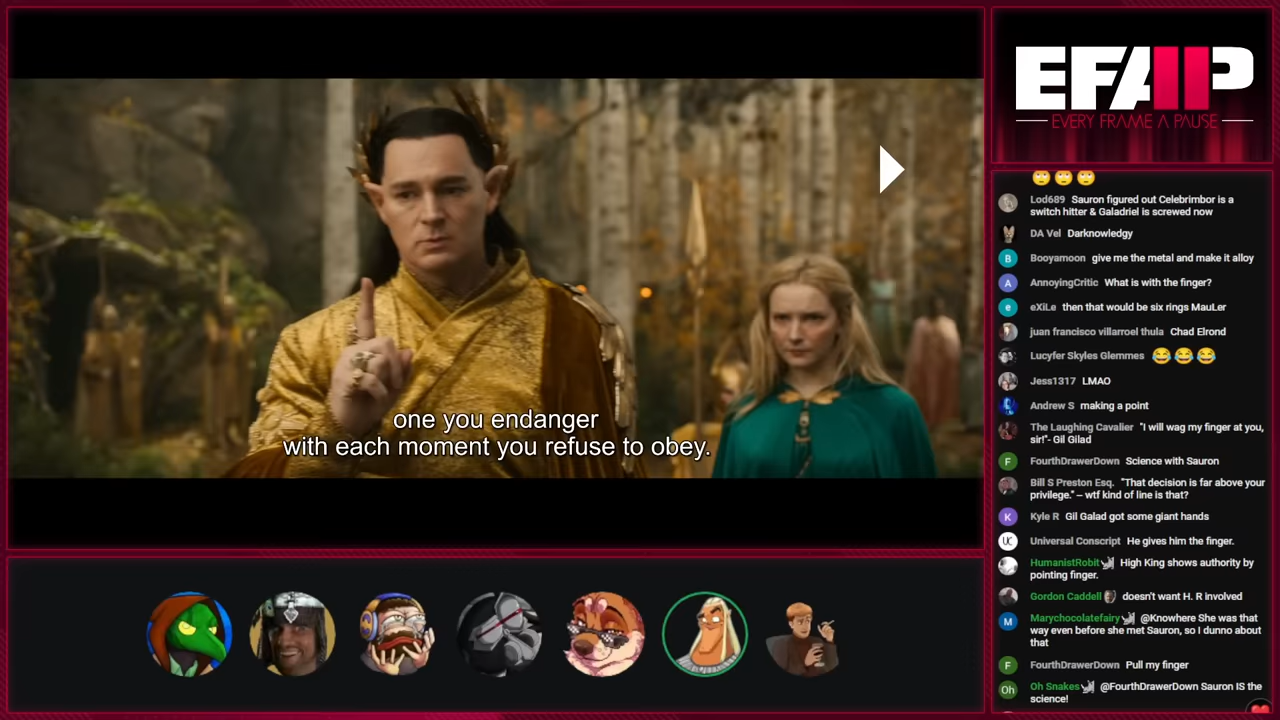 one you endanger
with each moment you refuse to obey.
EFAP
EVERY FRAME A PAUSE
Lod689 Sauron figured out Celebrimbor is a
switch hitter & Galadriel is screwed now
DA Vel Darknowledgy
B
Booyamoon give me the metal and make it alloy
A
AnnoyingCritic What is with the finger?
e
eXiLe then that would be six rings MauLer
juan francisco villarroel thula Chad Elrond
Lucyfer Skyles Glemmes 😂😂😂
Jess1317 LMAO
Andrew S making a point
The Laughing Cavalier "I will wag my finger at you,
sir!"- Gil Gilad
F
FourthDrawerDown Science with Sauron
Bill S Preston Esq. "That decision is far above your
privilege." – wtf kind of line is that?
K
Kyle R Gil Galad got some giant hands
UC
Universal Conscript He gives him the finger.
HumanistRobit High King shows authority by
pointing finger.
Gordon Caddell doesn't want H. R involved
M
Marychocolatefairy @Knowhere She was that
way even before she met Sauron, so I dunno about
that
F
FourthDrawerDown Pull my finger
Oh
Oh Snakes @FourthDrawerDown Sauron IS the
science!